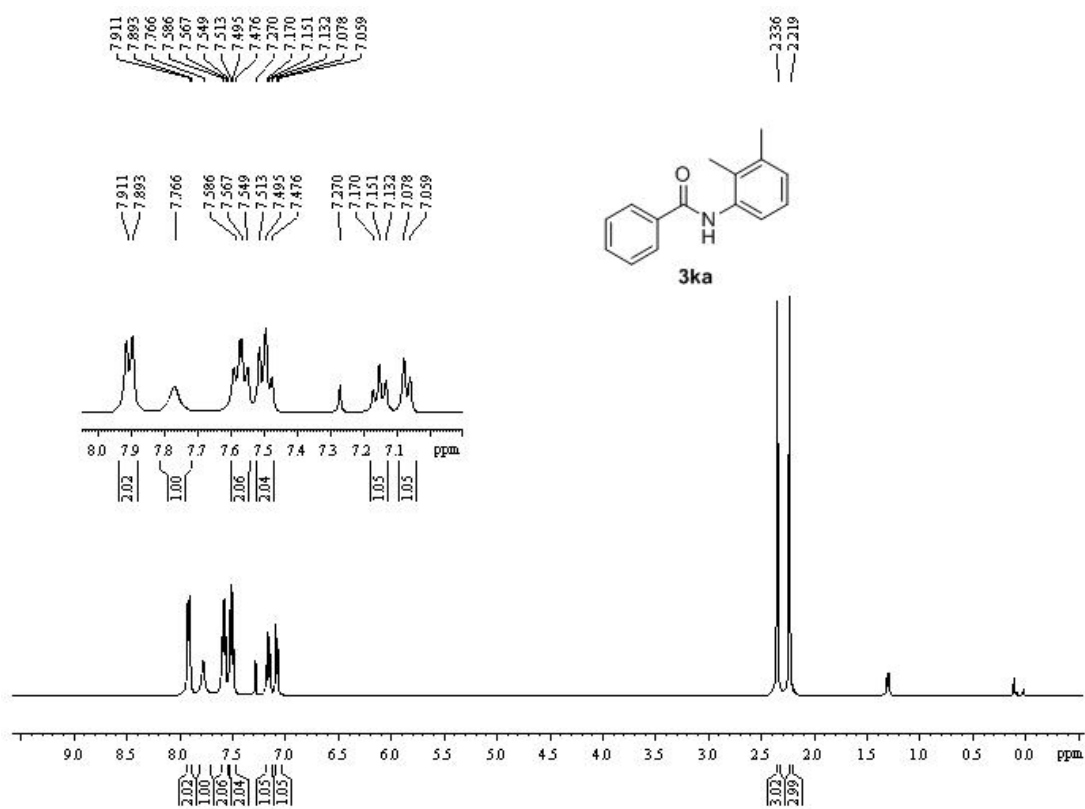 7.911 7.893 7.766 7.586 7.567 7.549 7.513 7.495 7.476 7.270 7.170 7.151 7.132 7.078 7.059
2.336 2.219
7.911 7.893 7.766 7.586 7.567 7.549 7.513 7.495 7.476 7.270 7.170 7.151 7.132 7.078 7.059
O
N
H
3ka
8.0 7.9 7.8 7.7 7.6 7.5 7.4 7.3 7.2 7.1 ppm
2.02 1.00 2.06 2.04 1.05 1.05
9.0 8.5 8.0 7.5 7.0 6.5 6.0 5.5 5.0 4.5 4.0 3.5 3.0 2.5 2.0 1.5 1.0 0.5 0.0 ppm
2.02 1.00 2.06 2.04 1.05 1.05 3.02 2.99